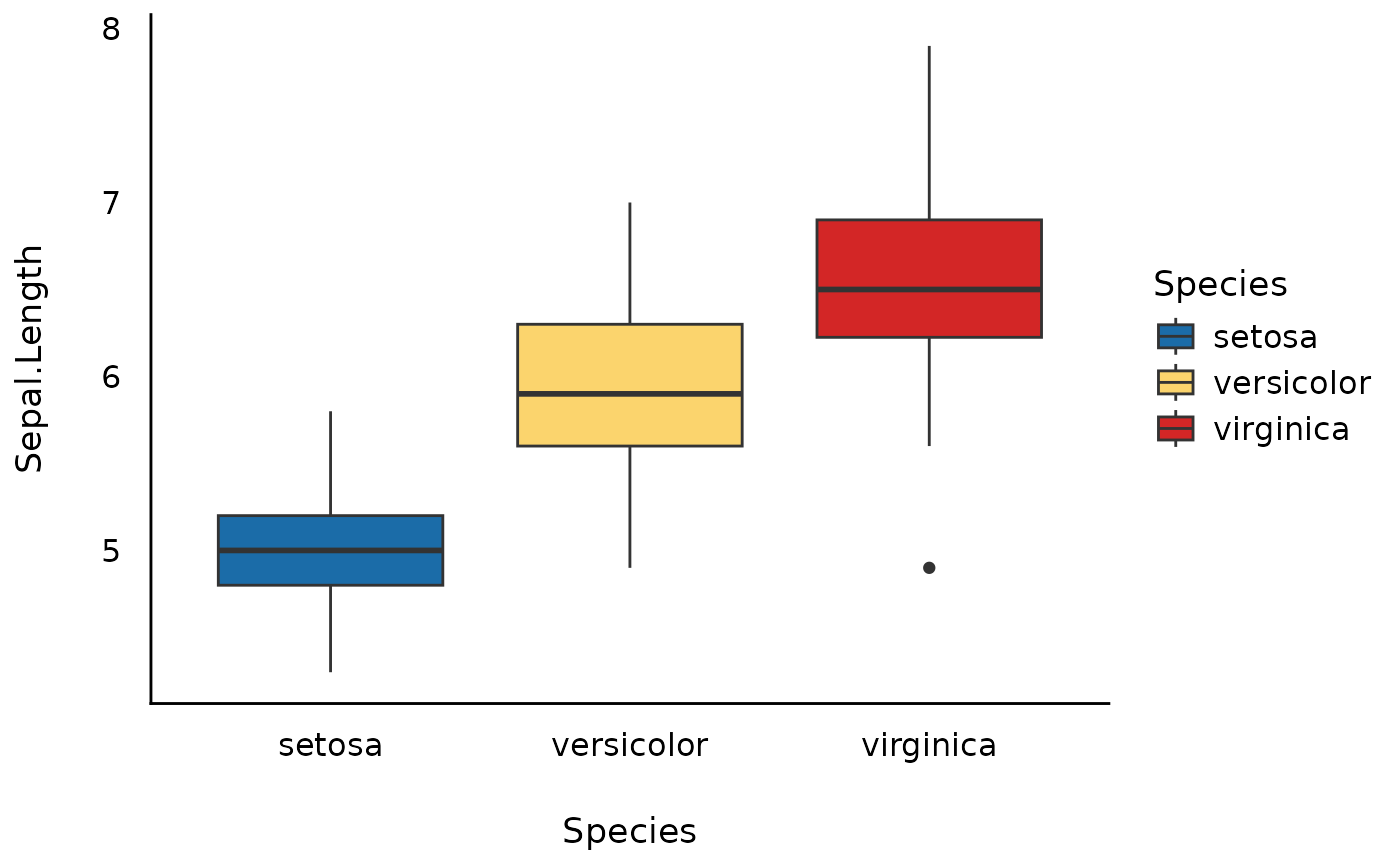 8
7
6
5
Sepal.Length
setosa
versicolor
virginica
Species
Species
setosa
versicolor
virginica